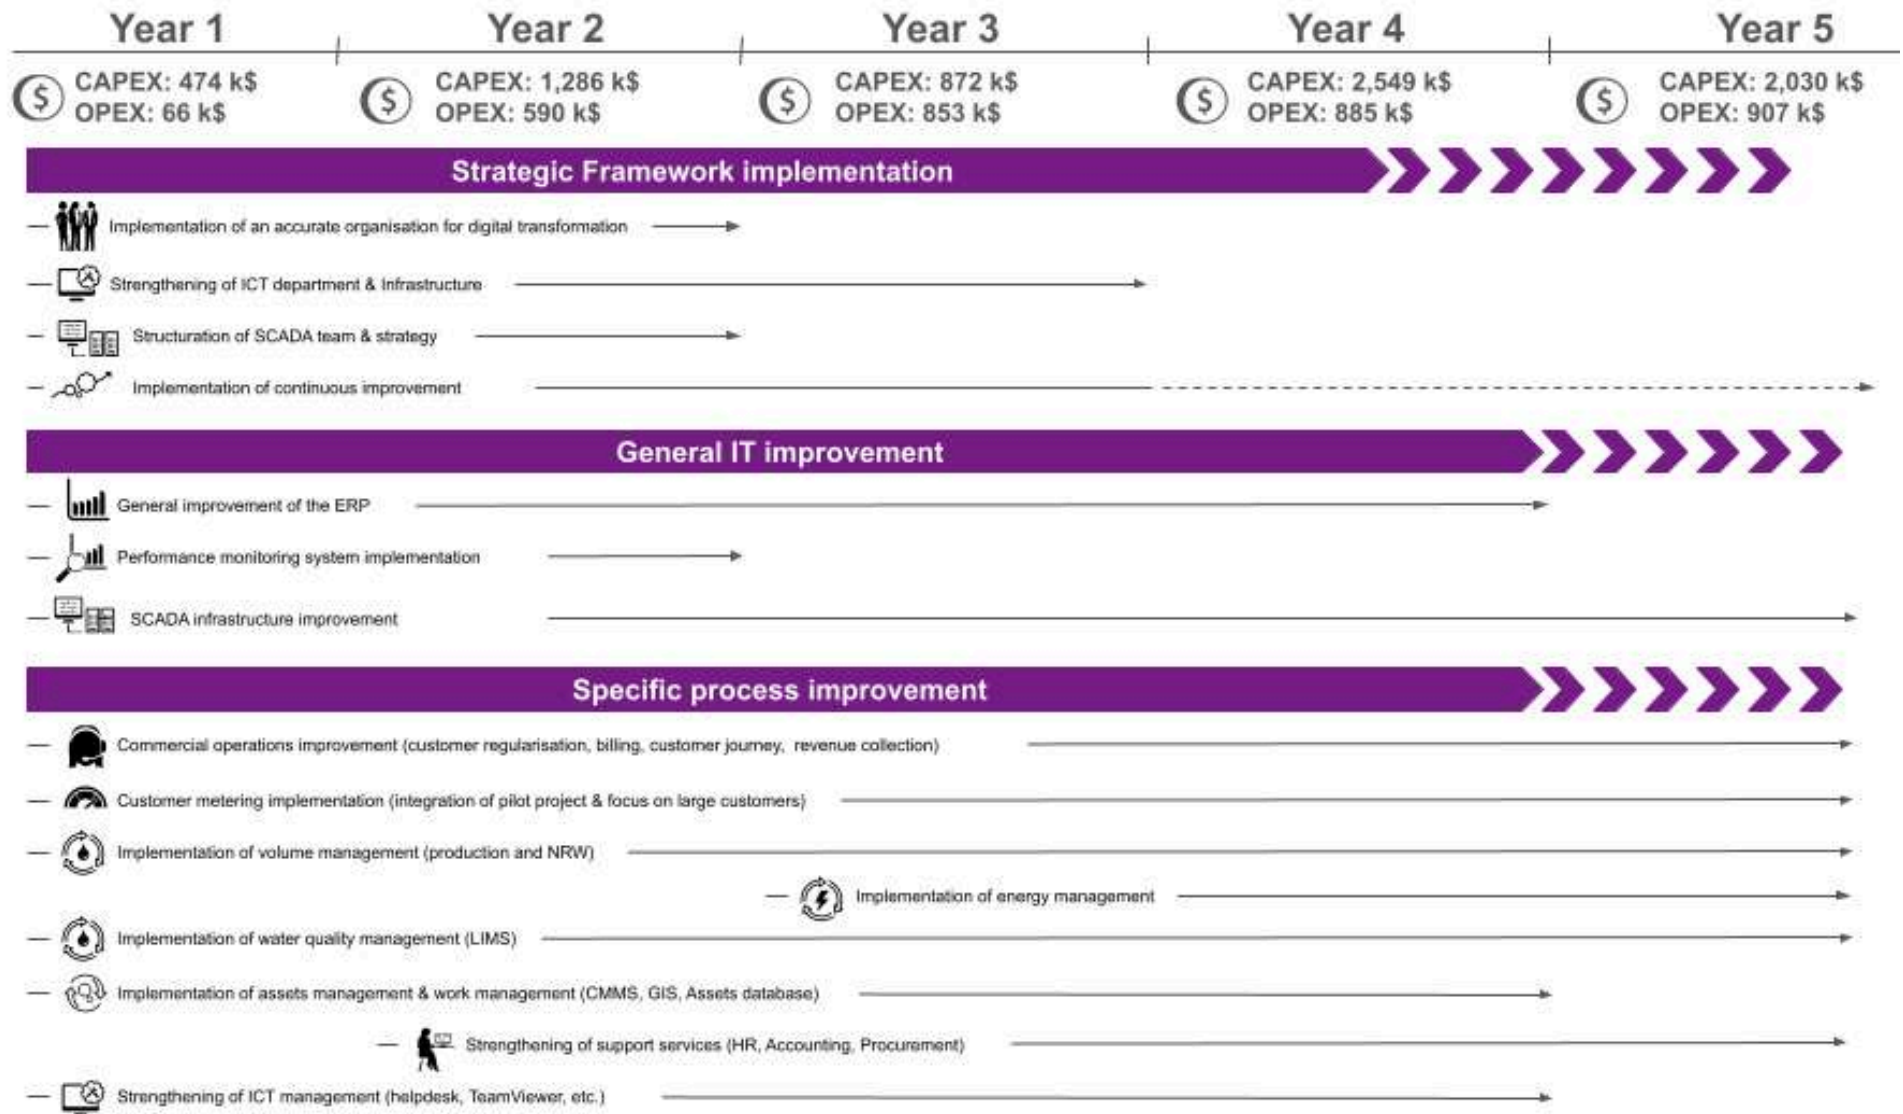 Year 1 Year 2 Year 3 Year 4 Year 5
CAPEX: 474 k$ CAPEX: 1,286 k$ CAPEX: 872 k$ CAPEX: 2,549 k$ CAPEX: 2,030 k$
OPEX: 66 k$ OPEX: 590 k$ OPEX: 853 k$ OPEX: 885 k$ OPEX: 907 k$
Strategic Framework implementation
Implementation of an accurate organisation for digital transformation
Strengthening of ICT department & Infrastructure
Structuration of SCADA team & strategy
Implementation of continuous improvement
General IT improvement
General improvement of the ERP
Performance monitoring system implementation
SCADA infrastructure improvement
Specific process improvement
Commercial operations improvement (customer regularisation, billing, customer journey, revenue collection)
Customer metering implementation (integration of pilot project & focus on large customers)
Implementation of volume management (production and NRW)
Implementation of energy management
Implementation of water quality management (LIMS)
Implementation of assets management & work management (CMMS, GIS, Assets database)
Strengthening of support services (HR, Accounting, Procurement)
Strengthening of ICT management (helpdesk, TeamViewer, etc.)